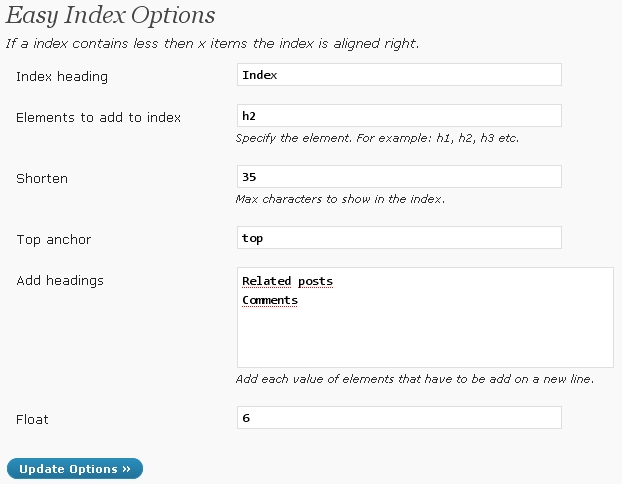 Easy Index Options
If a index contains less then x items the index is aligned right.
Index heading
Index
Elements to add to index
h2
Specify the element. For example: h1, h2, h3 etc.
Shorten
35
Max characters to show in the index.
Top anchor
top
Add headings
Related posts
Comments
Add each value of elements that have to be add on a new line.
Float
6
Update Options »